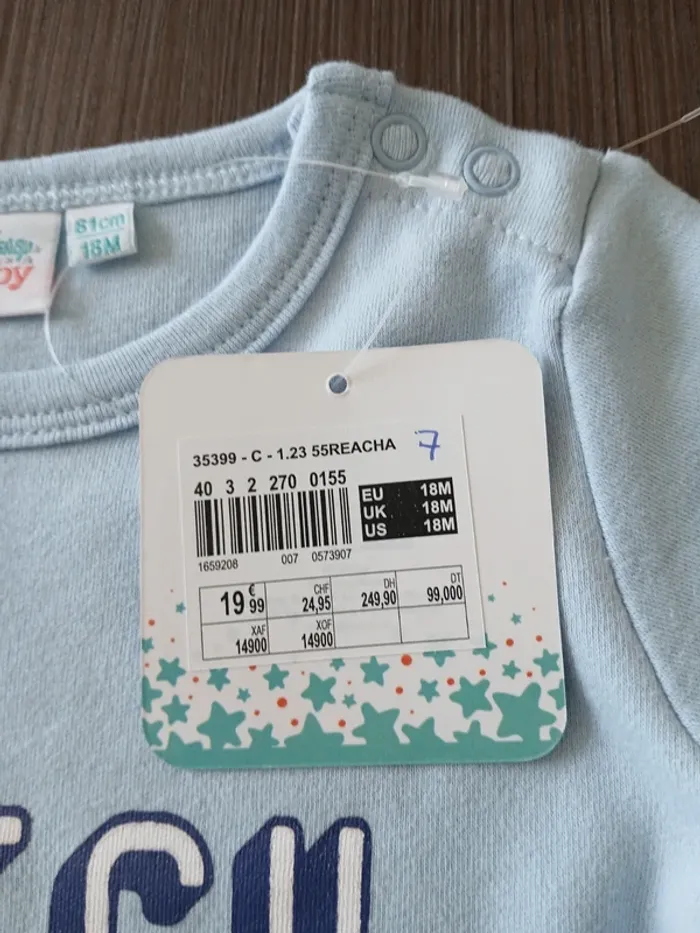 81cm
18M
by
35399 - C - 1.23 55REACHA
7
40 3 2 270 0155
1659208 007 0573907
EU 18M
UK 18M
US 18M
19 €99
CHF 24,95
DH 249,90
DT 99,000
XAF 14900
XOF 14900